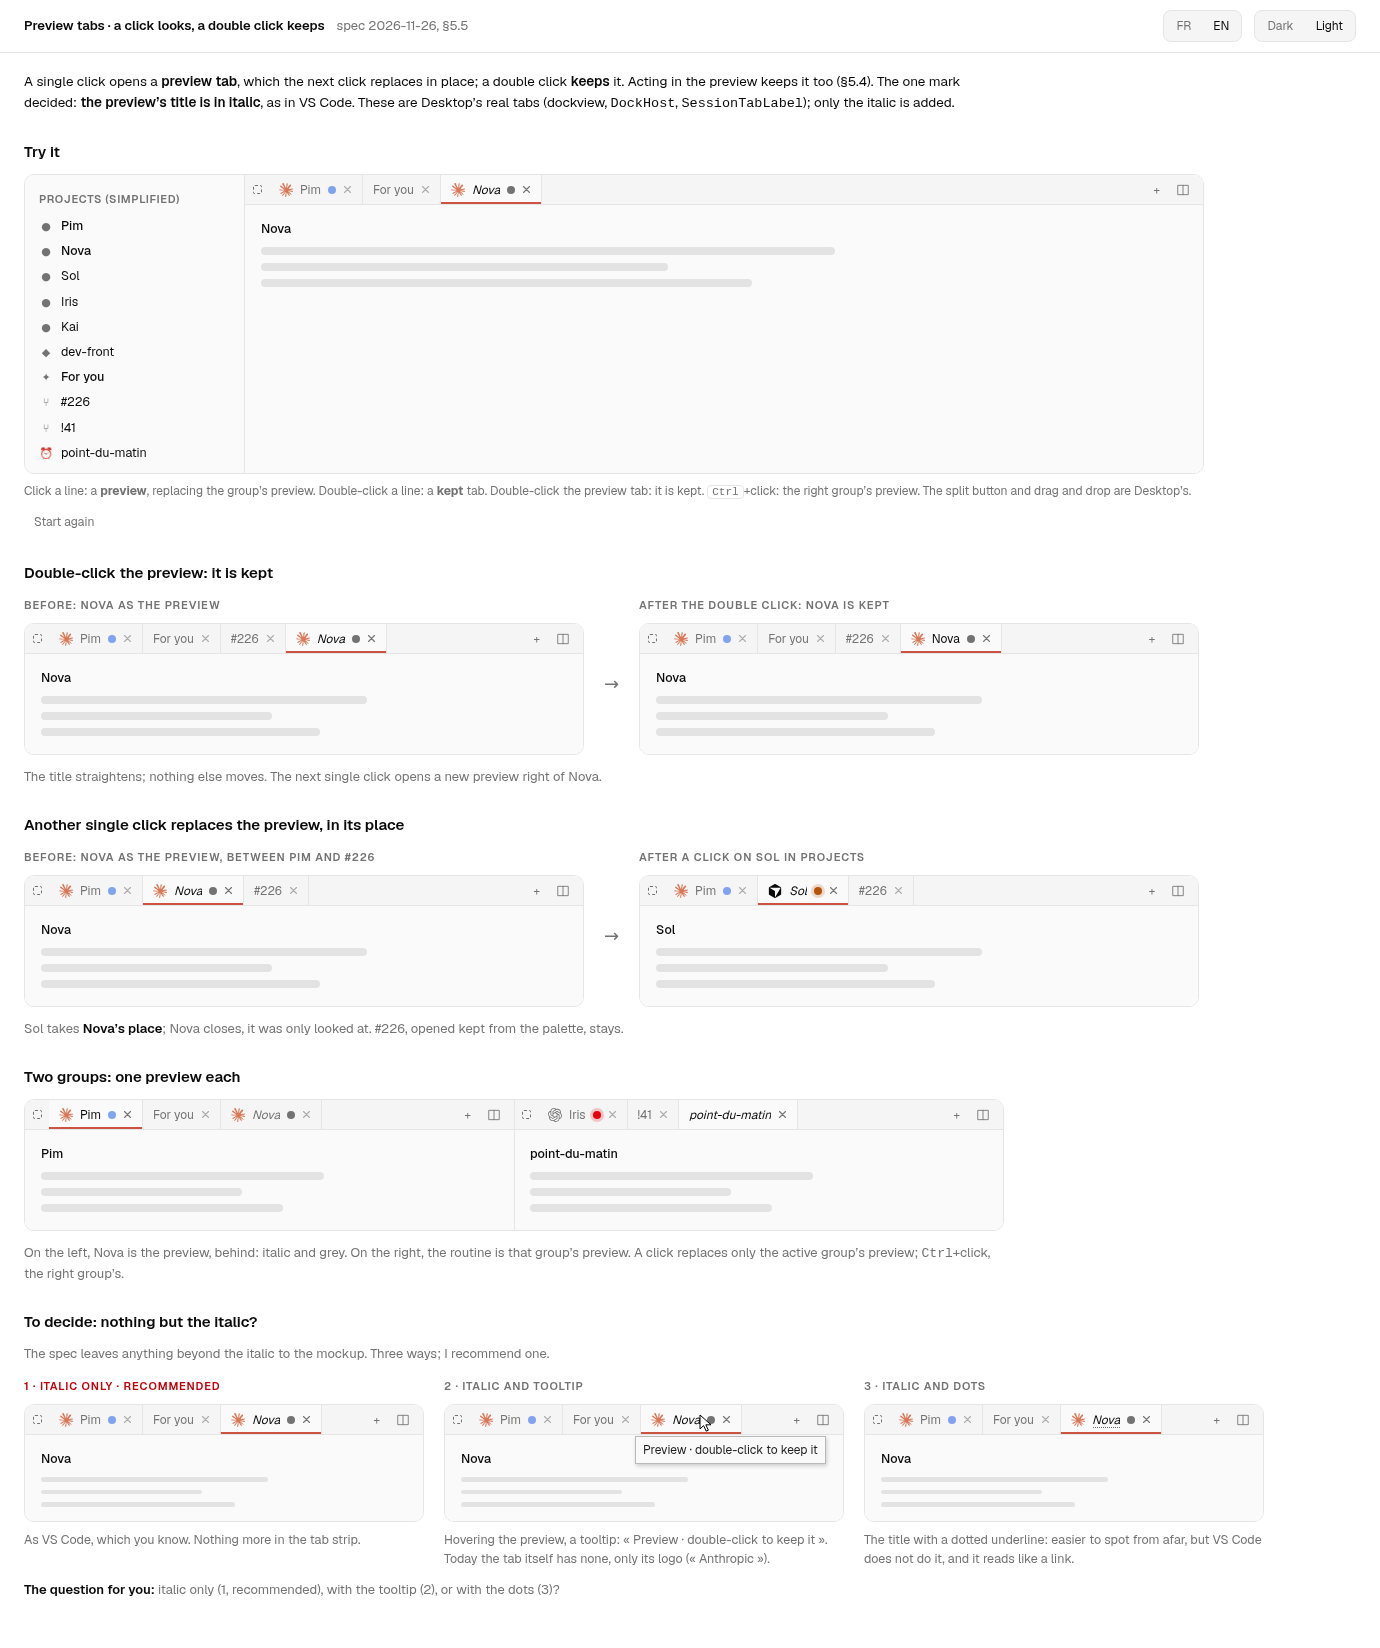 Preview tabs · a click looks, a double click keeps spec 2026-11-26, §5.5
FR EN Dark Light
A single click opens a preview tab, which the next click replaces in place; a double click keeps it. Acting in the preview keeps it too (§5.4). The one mark
decided: the preview's title is in italic, as in VS Code. These are Desktop's real tabs (dockview, DockHost, SessionTabLabel); only the italic is added.
Try it
PROJECTS (SIMPLIFIED)
Pim
Nova
Sol
Iris
Kai
dev-front
For you
#226
!41
point-du-matin
Pim For you Nova
Nova
Click a line: a preview, replacing the group's preview. Double-click a line: a kept tab. Double-click the preview tab: it is kept. Ctrl+click: the right group's preview. The split button and drag and drop are Desktop's.
Start again
Double-click the preview: it is kept
BEFORE: NOVA AS THE PREVIEW
Pim For you #226 Nova
Nova
→
AFTER THE DOUBLE CLICK: NOVA IS KEPT
Pim For you #226 Nova
Nova
The title straightens; nothing else moves. The next single click opens a new preview right of Nova.
Another single click replaces the preview, in its place
BEFORE: NOVA AS THE PREVIEW, BETWEEN PIM AND #226
Pim Nova #226
Nova
→
AFTER A CLICK ON SOL IN PROJECTS
Pim Sol #226
Sol
Sol takes Nova's place; Nova closes, it was only looked at. #226, opened kept from the palette, stays.
Two groups: one preview each
Pim For you Nova
Pim
Iris !41 point-du-matin
point-du-matin
On the left, Nova is the preview, behind: italic and grey. On the right, the routine is that group's preview. A click replaces only the active group's preview; Ctrl+click,
the right group's.
To decide: nothing but the italic?
The spec leaves anything beyond the italic to the mockup. Three ways; I recommend one.
1 · ITALIC ONLY · RECOMMENDED
Pim For you Nova
Nova
As VS Code, which you know. Nothing more in the tab strip.
2 · ITALIC AND TOOLTIP
Pim For you Nova
Preview · double-click to keep it
Nova
Hovering the preview, a tooltip: « Preview · double-click to keep it ».
Today the tab itself has none, only its logo (« Anthropic »).
3 · ITALIC AND DOTS
Pim For you Nova
Nova
The title with a dotted underline: easier to spot from afar, but VS Code
does not do it, and it reads like a link.
The question for you: italic only (1, recommended), with the tooltip (2), or with the dots (3)?